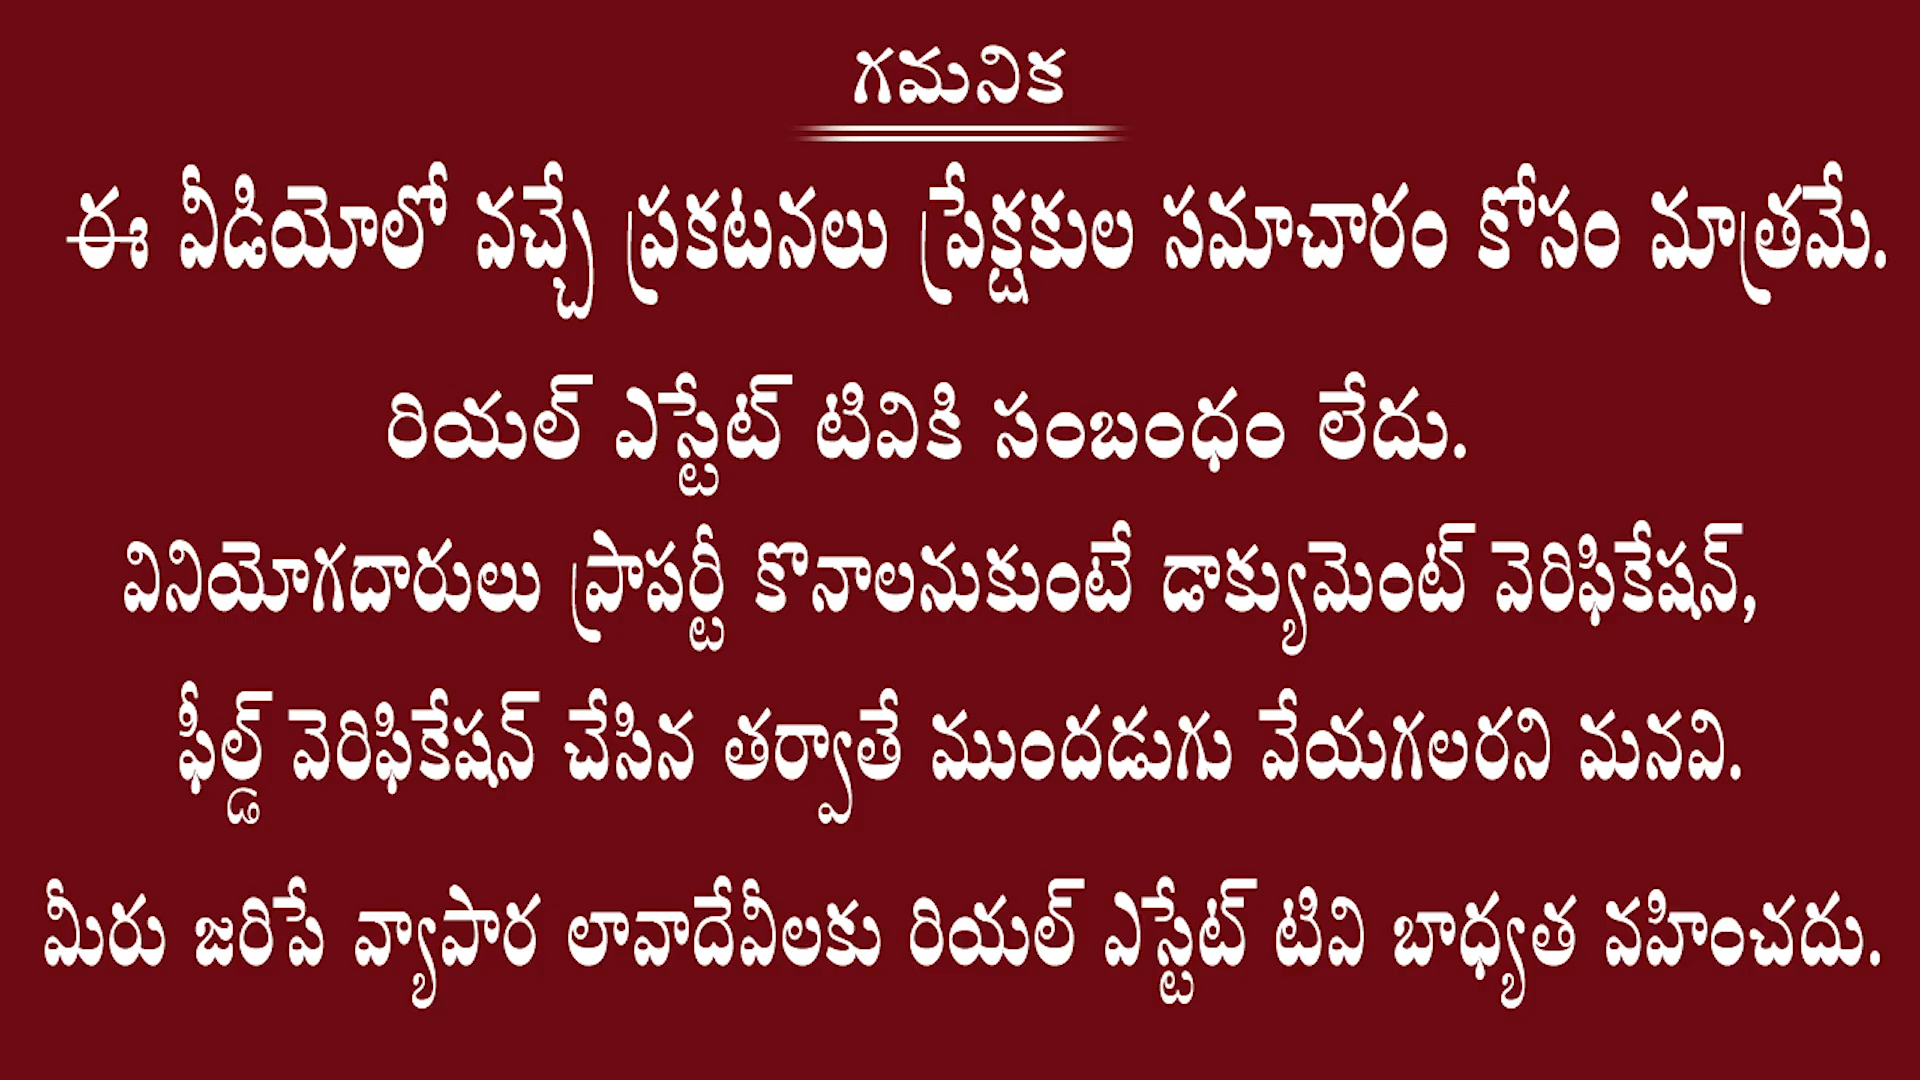 గమనిక
ఈ వీడియోలో వచ్చే ప్రకటనలు ప్రేక్షకుల సమాచారం కోసం మాత్రమే.
రియల్ ఎస్టేట్ టివికి సంబంధం లేదు.
వినియోగదారులు ప్రాపర్టీ కొనాలనుకుంటే డాక్యుమెంట్ వెరిఫికేషన్,
ఫీల్డ్ వెరిఫికేషన్ చేసిన తర్వాతే ముందడుగు వేయగలరని మనవి.
మీరు జరిపే వ్యాపార లావాదేవీలకు రియల్ ఎస్టేట్ టివి బాధ్యత వహించదు.